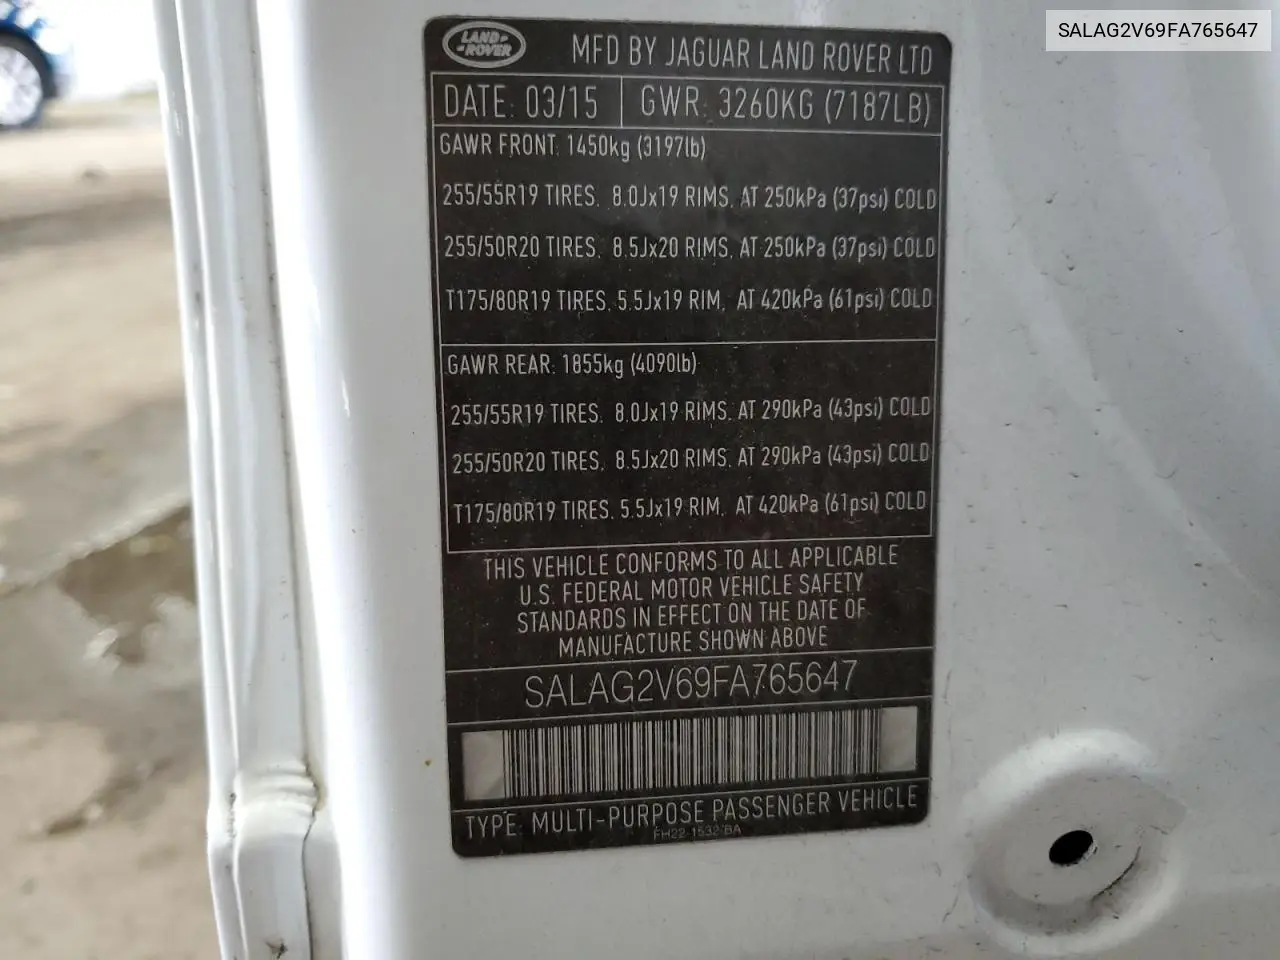 SALAG2V69FA765647
LAND-
-ROVER
MFD BY JAGUAR LAND ROVER LTD
DATE: 03/15 GWR: 3260KG (7187LB)
GAWR FRONT: 1450kg (3197lb)
255/55R19 TIRES. 8.0Jx19 RIMS, AT 250kPa (37psi) COLD
255/50R20 TIRES. 8.5Jx20 RIMS, AT 250kPa (37psi) COLD
T175/80R19 TIRES. 5.5Jx19 RIM, AT 420kPa (61psi) COLD
GAWR REAR: 1855kg (4090lb)
255/55R19 TIRES. 8.0Jx19 RIMS, AT 290kPa (43psi) COLD
255/50R20 TIRES. 8.5Jx20 RIMS, AT 290kPa (43psi) COLD
T175/80R19 TIRES. 5.5Jx19 RIM, AT 420kPa (61psi) COLD
THIS VEHICLE CONFORMS TO ALL APPLICABLE
U.S. FEDERAL MOTOR VEHICLE SAFETY
STANDARDS IN EFFECT ON THE DATE OF
MANUFACTURE SHOWN ABOVE
SALAG2V69FA765647
TYPE: MULTI-PURPOSE PASSENGER VEHICLE